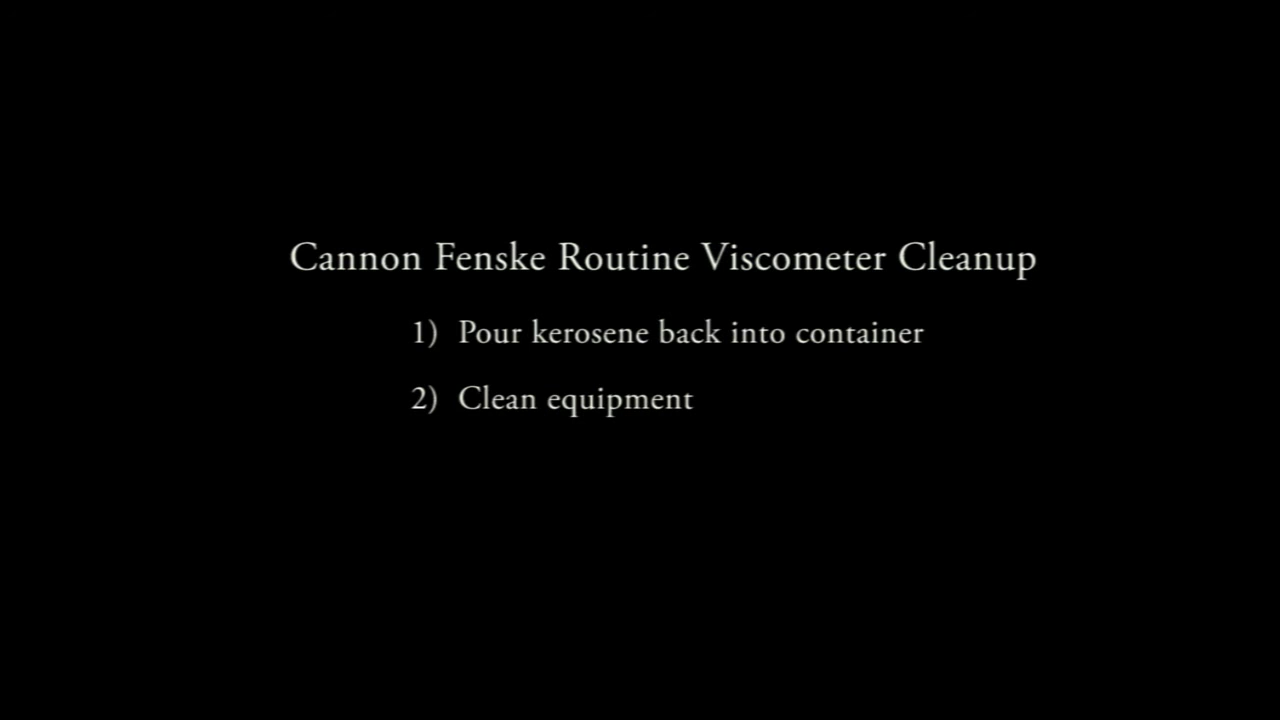 Cannon Fenske Routine Viscometer Cleanup
1) Pour kerosene back into container
2) Clean equipment